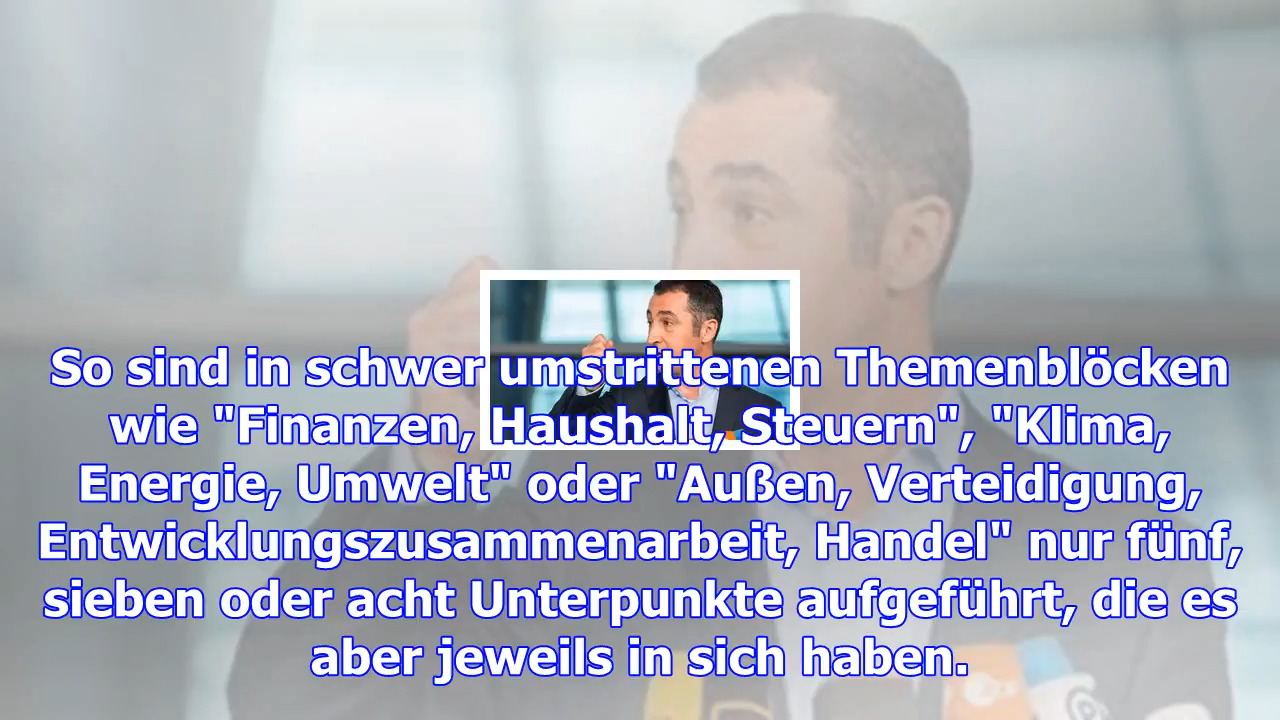 So sind in schwer umstrittenen Themenblöcken
wie "Finanzen, Haushalt, Steuern", "Klima,
Energie, Umwelt" oder "Außen, Verteidigung,
Entwicklungszusammenarbeit, Handel" nur fünf,
sieben oder acht Unterpunkte aufgeführt, die es
aber jeweils in sich haben.